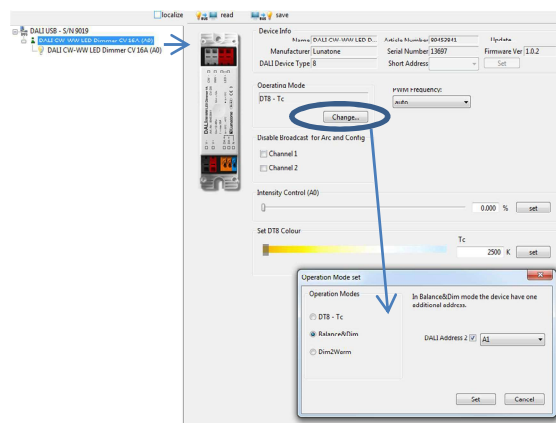 localize read save
DALI USB - S/N 9019
DALI CW-WW LED Dimmer CV 16A (A0)
DALI CW-WW LED Dimmer CV 16A (A0)
Device Info
Name DALI CW-WW LED D... Article Number 89452841 Update
Manufacturer Lunatone Serial Number 13697 Firmware Ver 1.0.2
DALI Device Type 8 Short Address Set
Operating Mode PWM Frequency:
DT8 - Tc auto
Change...
Disable Broadcast for Arc and Config
Channel 1
Channel 2
Intensity Control (A0)
0.000 % set
Set DT8 Colour
Tc
2500 K set
Operation Mode set
Operation Modes In Balance&Dim mode the device have one
additional address.
DT8 - Tc
Balance&Dim DALI Address 2 A1
Dim2Warm
Set Cancel